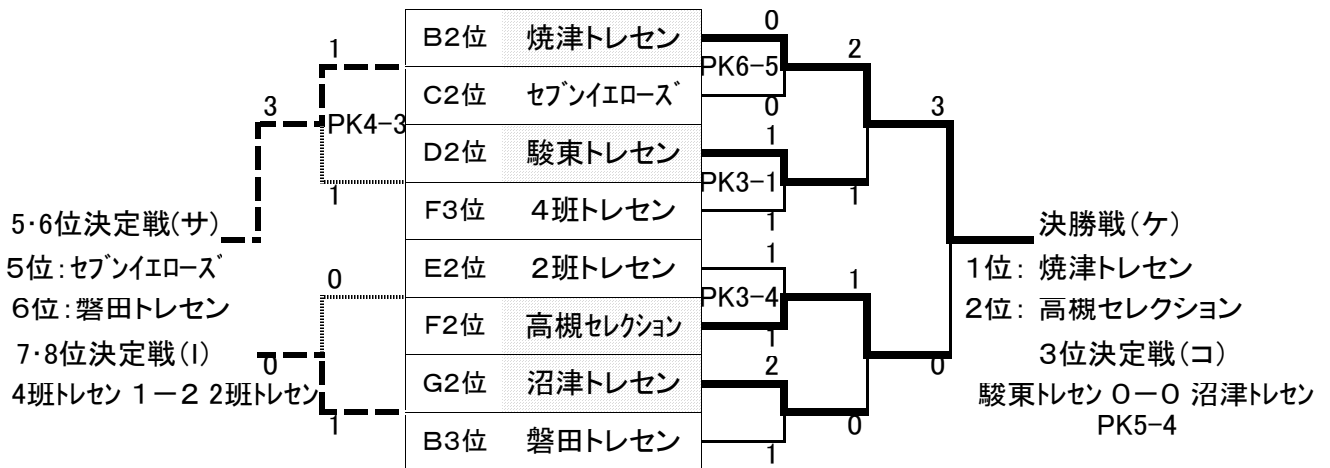 B2位 焼津トレセン
C2位 セブンイエローズ
D2位 駿東トレセン
F3位 4班トレセン
E2位 2班トレセン
F2位 高槻セレクション
G2位 沼津トレセン
B3位 磐田トレセン
1
3
PK4-3
1
5・6位決定戦(サ)
5位:セブンイエローズ
6位:磐田トレセン
0
7・8位決定戦(I)
0
4班トレセン 1-2 2班トレセン
1
0
PK6-5
0
2
1
PK3-1
1
1
3
1
PK3-4
1
1
2
1
0
0
決勝戦(ケ)
1位: 焼津トレセン
2位: 高槻セレクション
3位決定戦(コ)
駿東トレセン 0-0 沼津トレセン
PK5-4